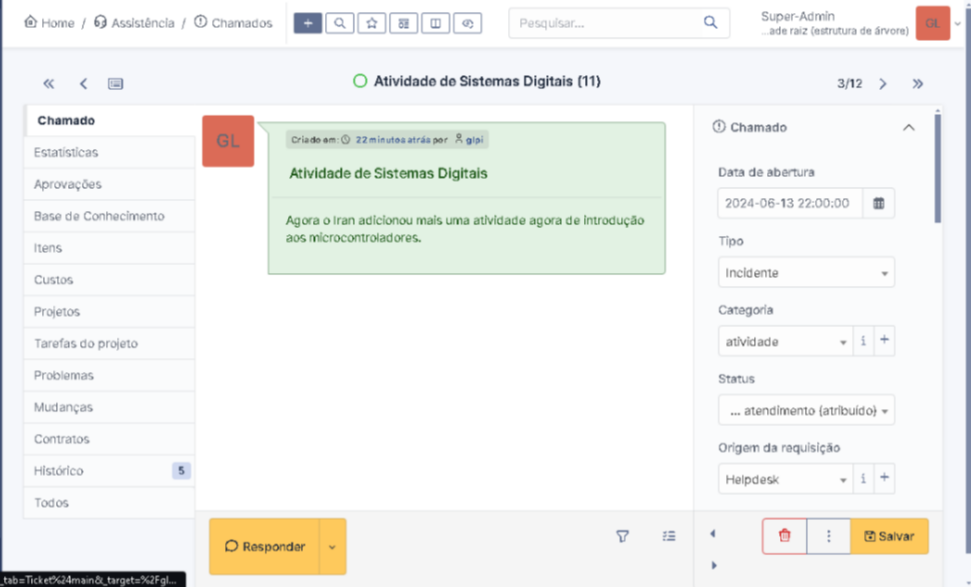 Home / Assistência / Chamados
Pesquisar...
Super-Admin
...ade raiz (estrutura de árvore)
GL
Atividade de Sistemas Digitais (11)
3/12
Chamado
Estatísticas
Aprovações
Base de Conhecimento
Itens
Custos
Projetos
Tarefas do projeto
Problemas
Mudanças
Contratos
Histórico 5
Todos
GL
Criado em: 22 minutos atrás por glpi
Atividade de Sistemas Digitais
Agora o Iran adicionou mais uma atividade agora de introdução
aos microcontroladores.
Responder
Chamado
Data de abertura
2024-06-13 22:00:00
Tipo
Incidente
Categoria
atividade i +
Status
... atendimento (atribuído)
Origem da requisição
Helpdesk i +
Salvar
_tab=Ticket%24main&_target=%2Fgl...